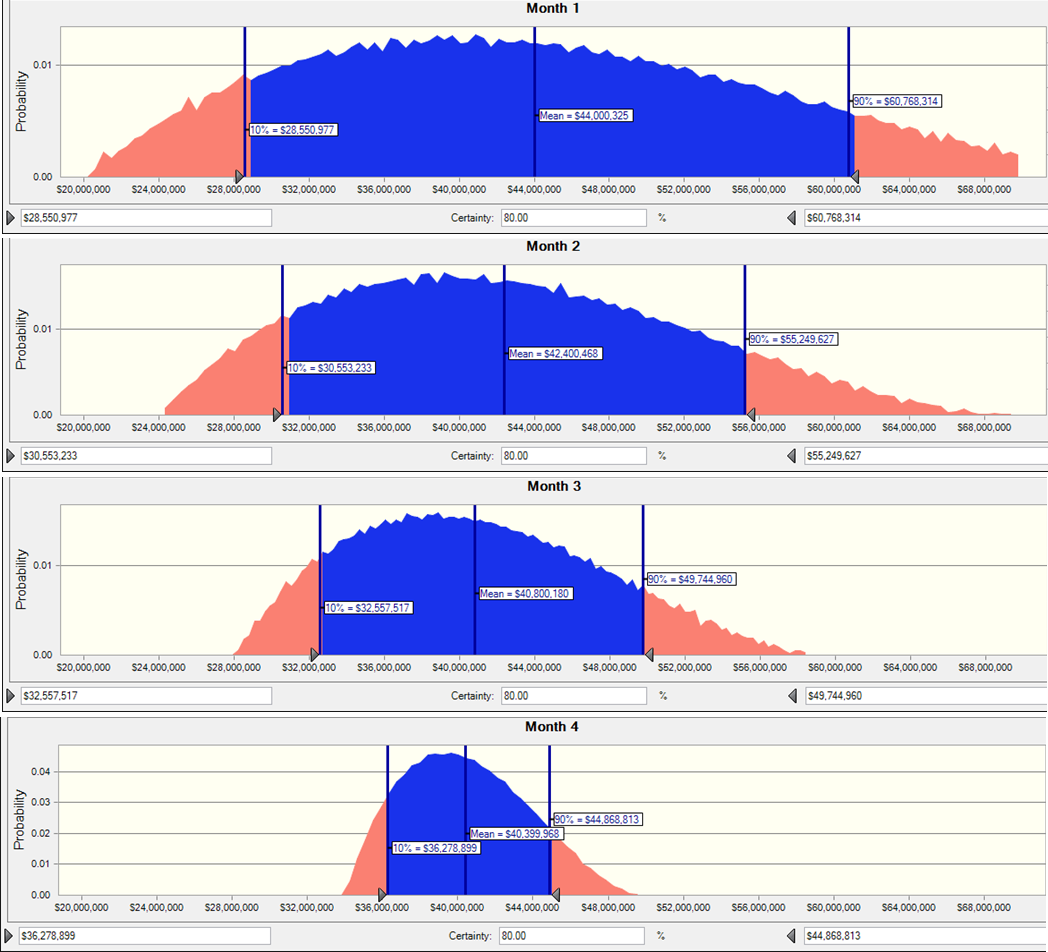 Month 1
Probability
0.01
0.00
10% = $28,550,977
Mean = $44,000,325
90% = $60,768,314
$20,000,000 $24,000,000 $28,000,000 $32,000,000 $36,000,000 $40,000,000 $44,000,000 $48,000,000 $52,000,000 $56,000,000 $60,000,000 $64,000,000 $68,000,000
$28,550,977 Certainty: 80.00 % $60,768,314
Month 2
Probability
0.01
0.00
10% = $30,553,233
Mean = $42,400,468
90% = $55,249,627
$20,000,000 $24,000,000 $28,000,000 $32,000,000 $36,000,000 $40,000,000 $44,000,000 $48,000,000 $52,000,000 $56,000,000 $60,000,000 $64,000,000 $68,000,000
$30,553,233 Certainty: 80.00 % $55,249,627
Month 3
Probability
0.01
0.00
10% = $32,557,517
Mean = $40,800,180
90% = $49,744,960
$20,000,000 $24,000,000 $28,000,000 $32,000,000 $36,000,000 $40,000,000 $44,000,000 $48,000,000 $52,000,000 $56,000,000 $60,000,000 $64,000,000 $68,000,000
$32,557,517 Certainty: 80.00 % $49,744,960
Month 4
Probability
0.04
0.03
0.02
0.01
0.00
90% = $44,868,813
Mean = $40,399,968
10% = $36,278,899
$20,000,000 $24,000,000 $28,000,000 $32,000,000 $36,000,000 $40,000,000 $44,000,000 $48,000,000 $52,000,000 $56,000,000 $60,000,000 $64,000,000 $68,000,000
$36,278,899 Certainty: 80.00 % $44,868,813